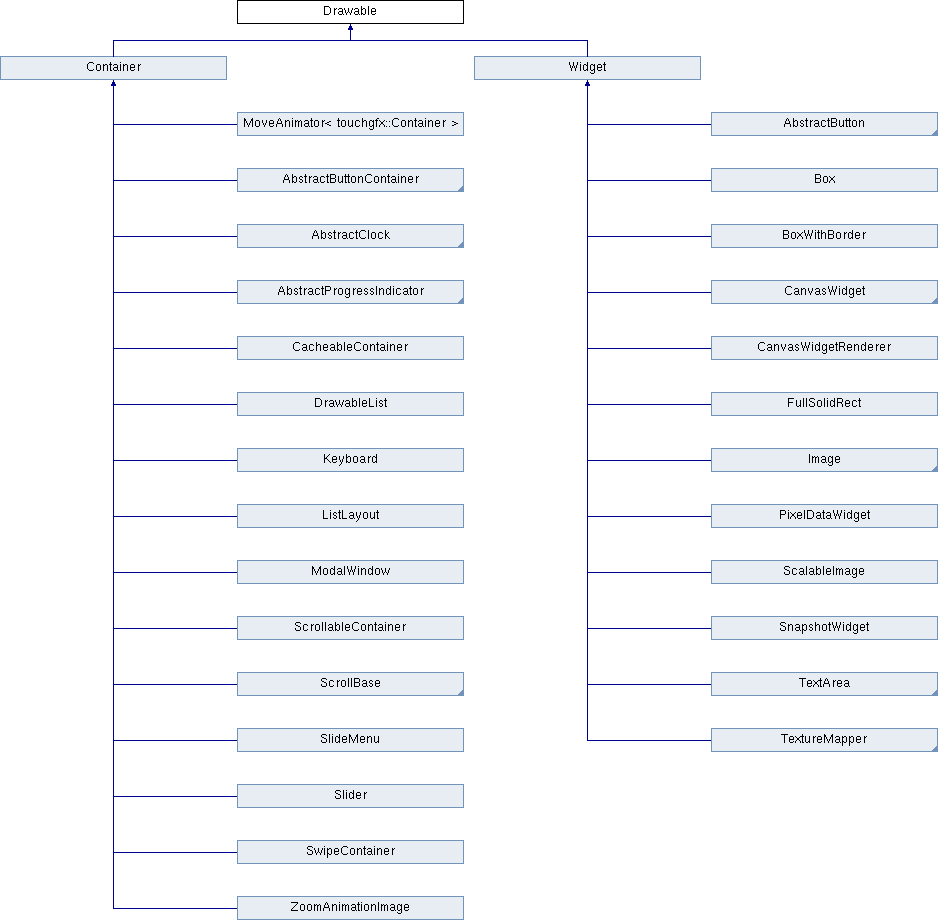 Drawable
Container
Widget
MoveAnimator< touchgfx::Container >
AbstractButton
AbstractButtonContainer
Box
AbstractClock
BoxWithBorder
AbstractProgressIndicator
CanvasWidget
CacheableContainer
CanvasWidgetRenderer
DrawableList
FullSolidRect
Keyboard
Image
ListLayout
PixelDataWidget
ModalWindow
ScalableImage
ScrollableContainer
SnapshotWidget
ScrollBase
TextArea
SlideMenu
TextureMapper
Slider
SwipeContainer
ZoomAnimationImage